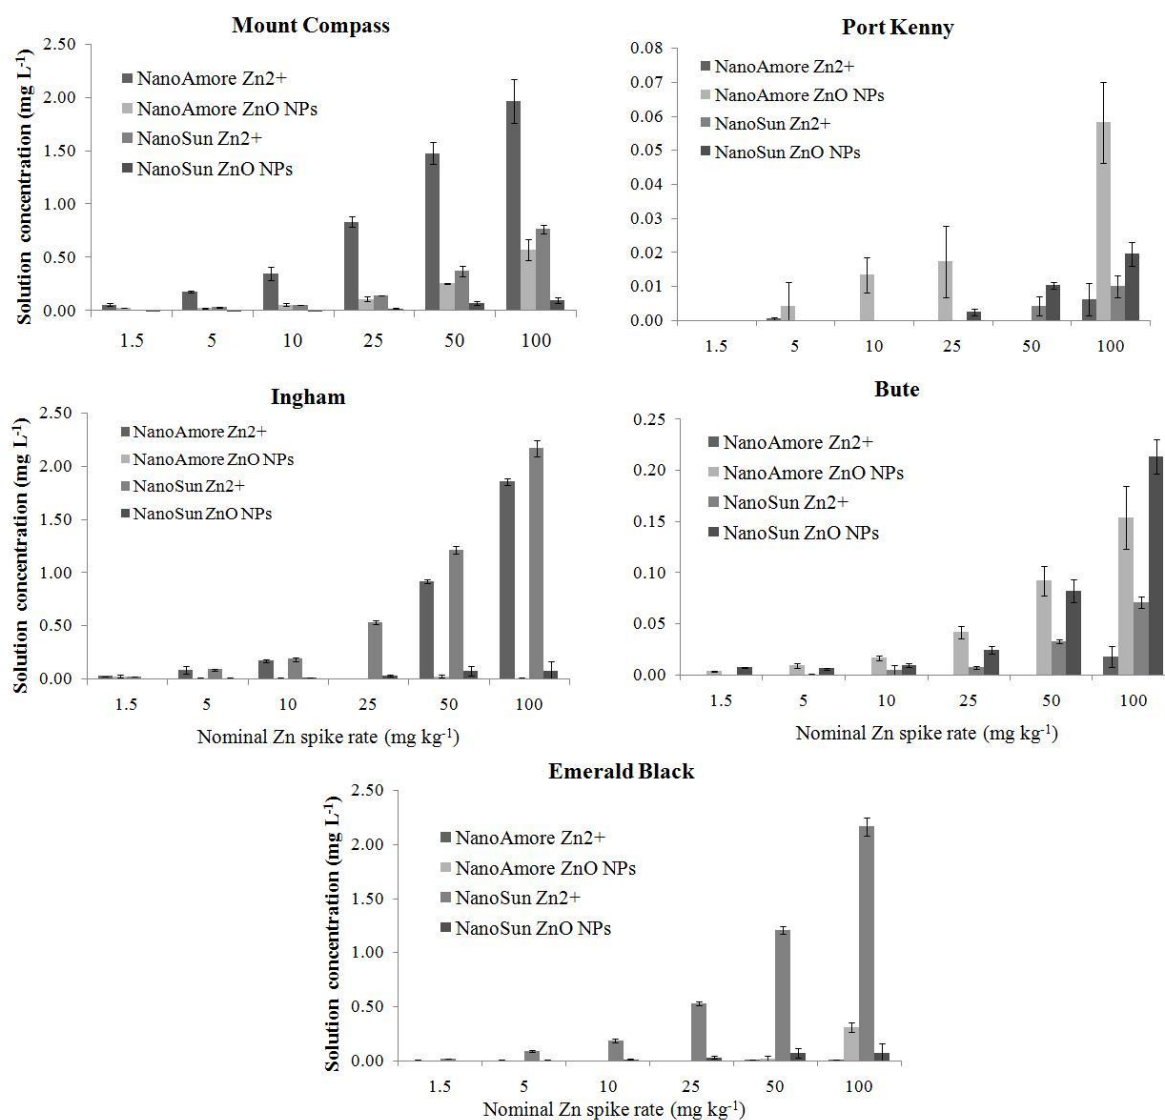 Mount Compass
Solution concentration (mg L-1)
2.50
2.00
1.50
1.00
0.50
0.00
NanoAmore Zn2+
NanoAmore ZnO NPs
NanoSun Zn2+
NanoSun ZnO NPs
1.5 5 10 25 50 100
Port Kenny
0.08
0.07
0.06
0.05
0.04
0.03
0.02
0.01
0.00
NanoAmore Zn2+
NanoAmore ZnO NPs
NanoSun Zn2+
NanoSun ZnO NPs
1.5 5 10 25 50 100
Ingham
Solution concentration (mg L-1)
2.50
2.00
1.50
1.00
0.50
0.00
NanoAmore Zn2+
NanoAmore ZnO NPs
NanoSun Zn2+
NanoSun ZnO NPs
1.5 5 10 25 50 100
Nominal Zn spike rate (mg kg-1)
Bute
0.25
0.20
0.15
0.10
0.05
0.00
NanoAmore Zn2+
NanoAmore ZnO NPs
NanoSun Zn2+
NanoSun ZnO NPs
1.5 5 10 25 50 100
Nominal Zn spike rate (mg kg-1)
Emerald Black
Solution concentration (mg L-1)
2.50
2.00
1.50
1.00
0.50
0.00
NanoAmore Zn2+
NanoAmore ZnO NPs
NanoSun Zn2+
NanoSun ZnO NPs
1.5 5 10 25 50 100
Nominal Zn spike rate (mg kg-1)